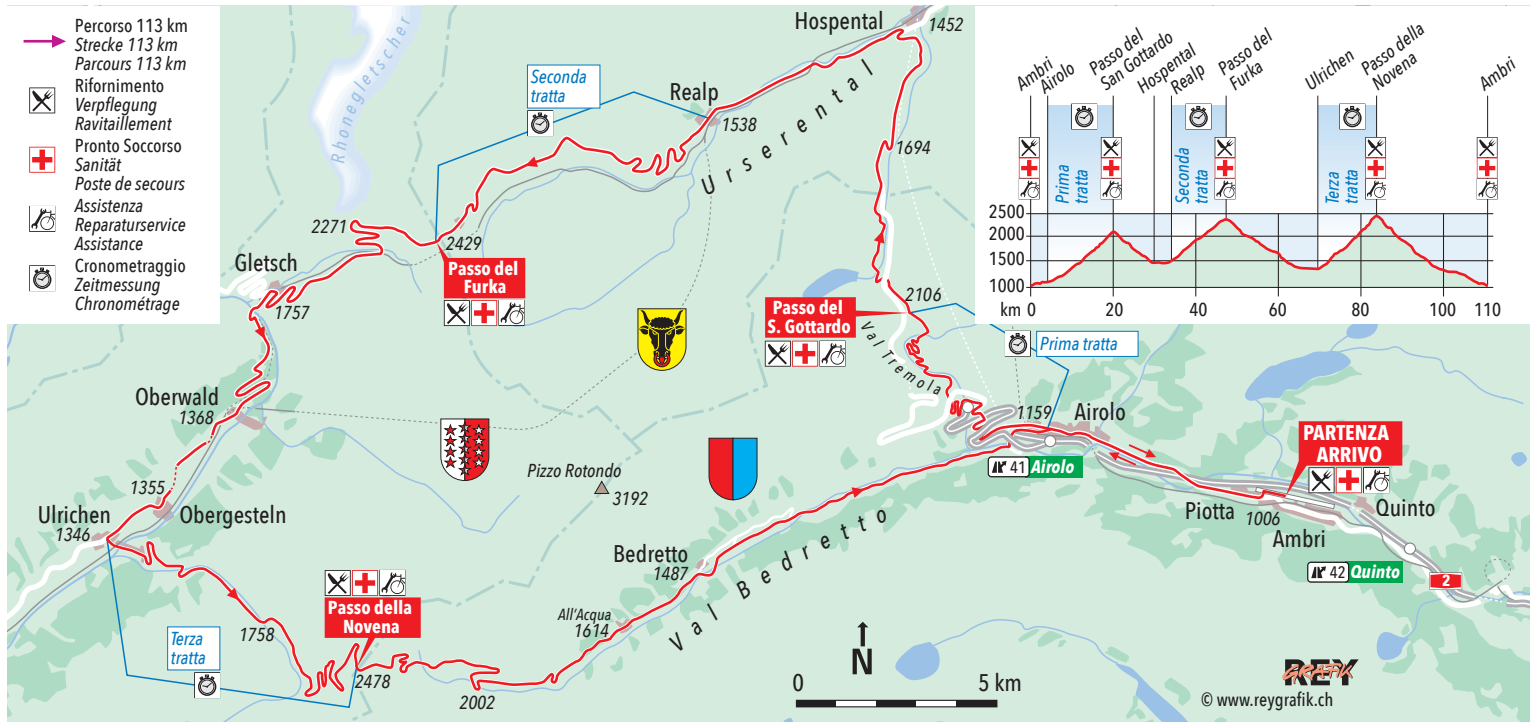 Percorso 113 km
Strecke 113 km
Parcours 113 km
Rifornimento
Verpflegung
Ravitaillement
Pronto Soccorso
Sanität
Poste de secours
Assistenza
Reparaturservice
Assistance
Cronometraggio
Zeitmessung
Chronométrage
Rhonegletscher
Seconda
tratta
Realp
1538
Hospental
1452
Urserental
1694
2271
2429
Passo del
Furka
Gletsch
1757
2106
Passo del
S. Gottardo
Val Tremola
Prima tratta
Oberwald
1368
1159
Airolo
41 Airolo
PARTENZA
ARRIVO
Pizzo Rotondo
3192
1355
Obergesteln
Ulrichen
1346
Piotta
1006
Quinto
Ambri
42 Quinto
2
Bedretto
1487
Val Bedretto
All'Acqua
1614
Passo della
Novena
1758
Terza
tratta
2478
2002
N
0 5 km
REY
GRAFIK
© www.reygrafik.ch
Ambri
Airolo
Passo del
San Gottardo
Hospental
Realp
Passo del
Furka
Ulrichen
Passo della
Novena
Ambri
Prima
tratta
Seconda
tratta
Terza
tratta
2500
2000
1500
1000
km 0 20 40 60 80 100 110